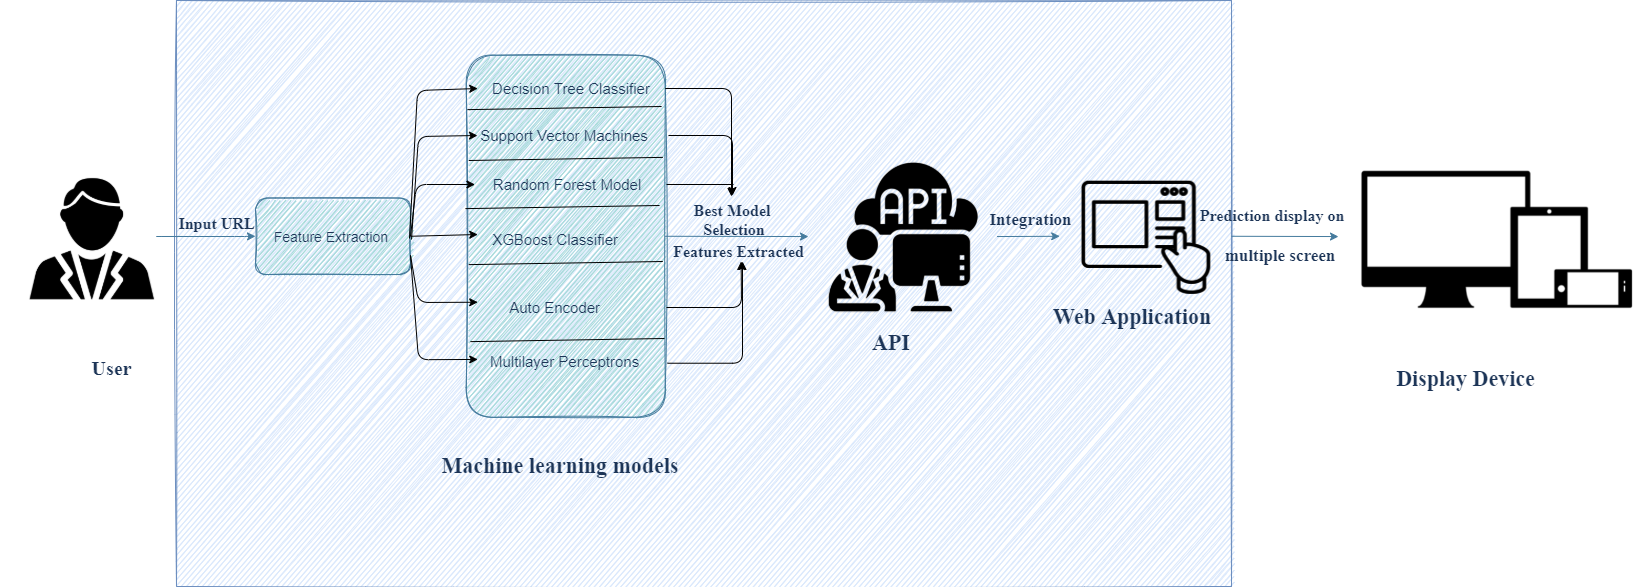 User
Input URL
Feature Extraction
Decision Tree Classifier
Support Vector Machines
Random Forest Model
XGBoost Classifier
Auto Encoder
Multilayer Perceptrons
Machine learning models
Best Model
Selection
Features Extracted
API
API
Integration
Web Application
Prediction display on
multiple screen
Display Device